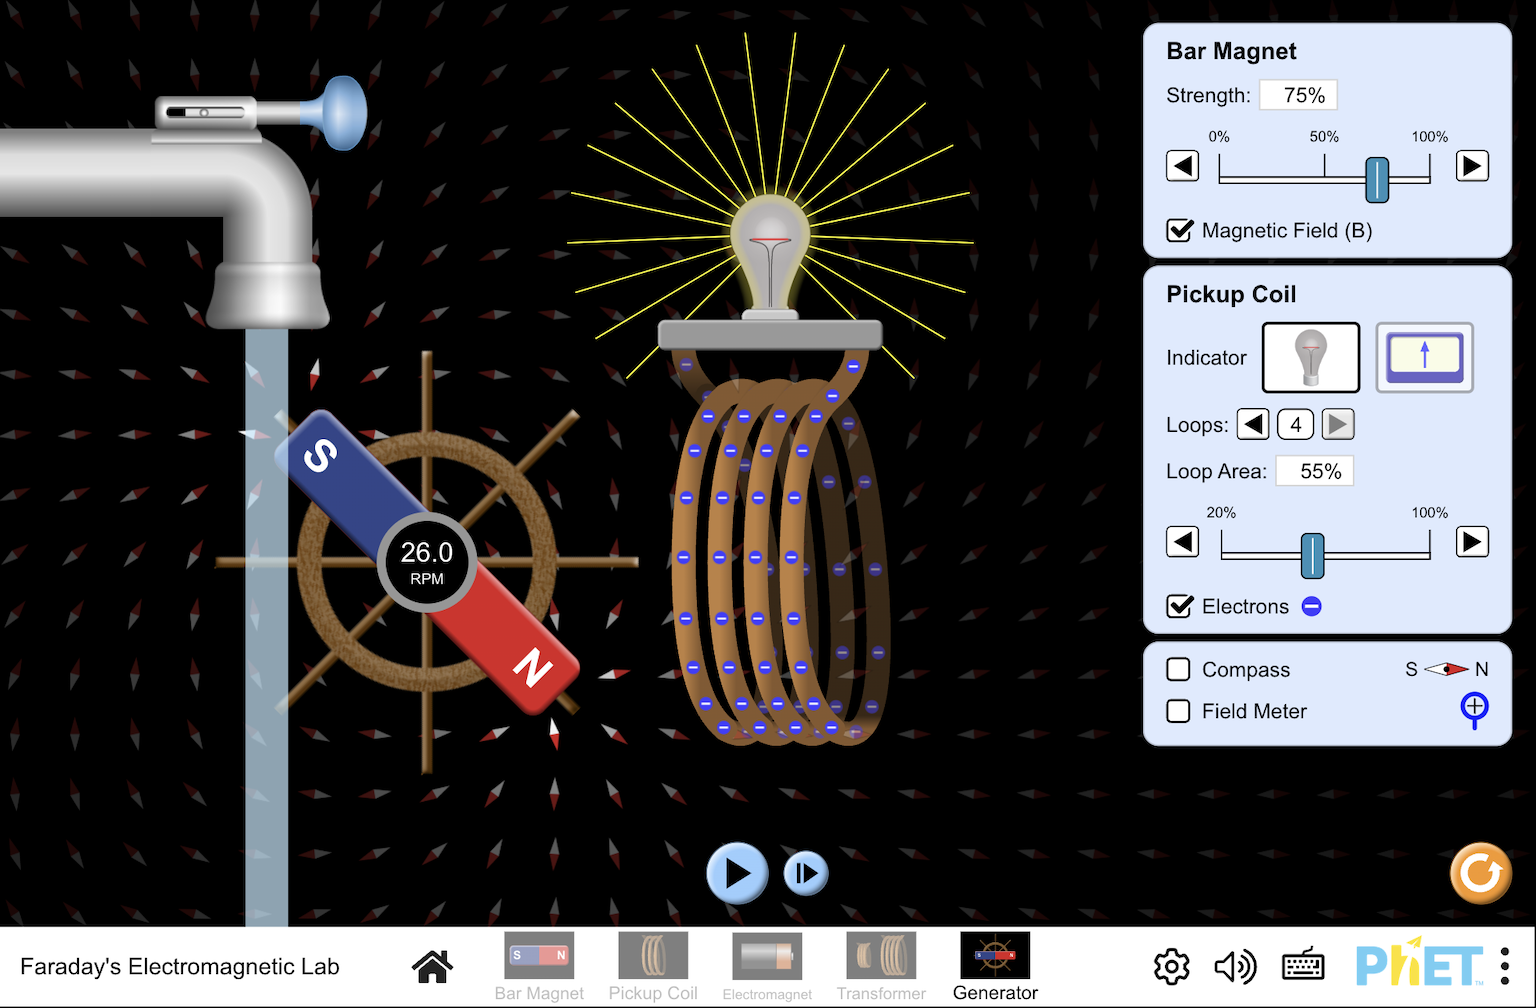 Bar Magnet
Strength: 75%
0% 50% 100%
Magnetic Field (B)
Pickup Coil
Indicator
Loops: 4
Loop Area: 55%
20% 100%
Electrons
Compass S N
Field Meter
S
26.0
RPM
N
Faraday's Electromagnetic Lab
S N
Bar Magnet
Pickup Coil
Electromagnet
Transformer
S N
Generator
PhET™